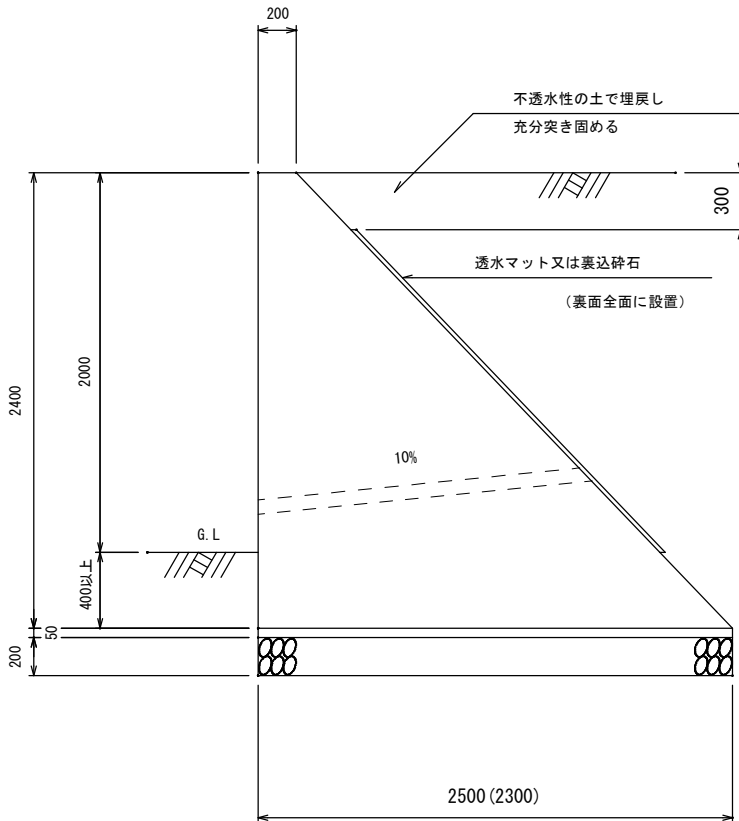 200
不透水性の土で埋戻し
充分突き固める
300
透水マット又は裏込砕石
（裏面全面に設置）
2400
2000
10%
G.L
400以上
50
200
2500(2300)